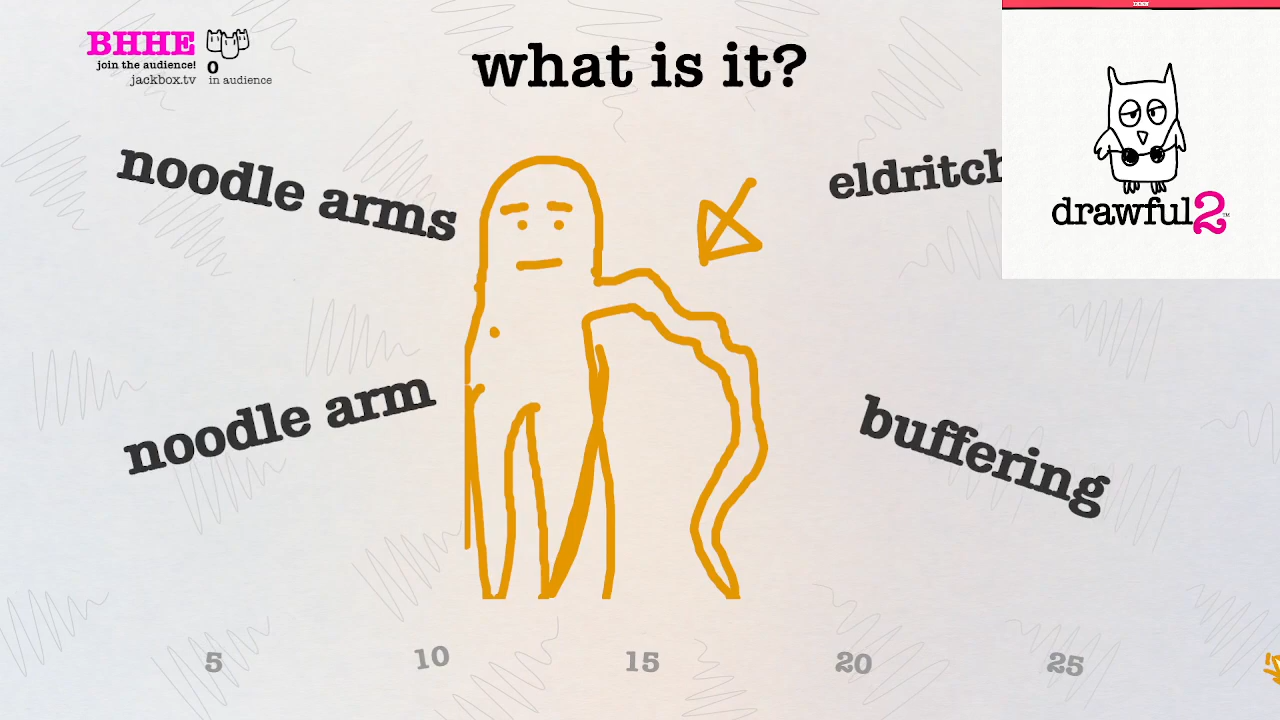 BHHE
join the audience!
jackbox.tv
0
in audience
what is it?
noodle arms
eldritch
noodle arm
buffering
drawful2™
5 10 15 20 25